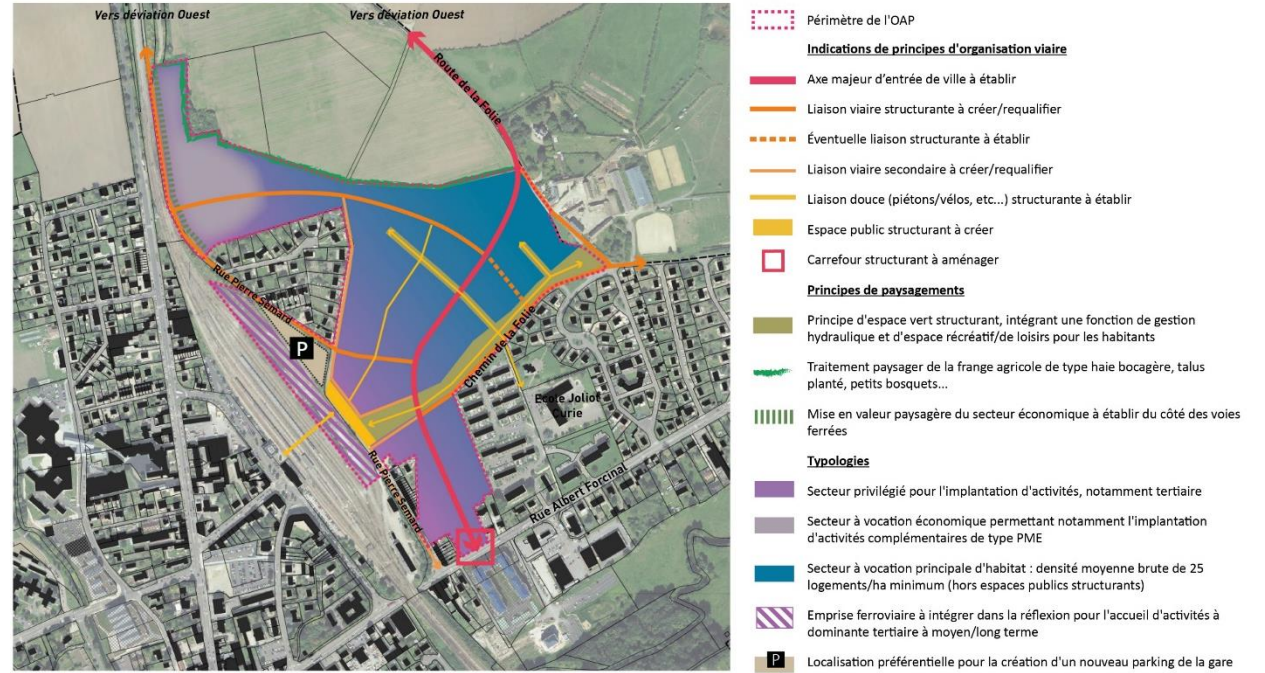 Vers déviation Ouest
Vers déviation Ouest
Route de la Folie
Rue Pierre Sémard
P
Chemin de la Folie
Ecole Joliot
Curie
Rue Pierre Semard
Rue Albert Forcinal
Périmètre de l'OAP
Indications de principes d'organisation viaire
Axe majeur d'entrée de ville à établir
Liaison viaire structurante à créer/requalifier
Éventuelle liaison structurante à établir
Liaison viaire secondaire à créer/requalifier
Liaison douce (piétons/vélos, etc...) structurante à établir
Espace public structurant à créer
Carrefour structurant à aménager
Principes de paysagements
Principe d'espace vert structurant, intégrant une fonction de gestion
hydraulique et d'espace récréatif/de loisirs pour les habitants
Traitement paysager de la frange agricole de type haie bocagère, talus
planté, petits bosquets...
Mise en valeur paysagère du secteur économique à établir du côté des voies
ferrées
Typologies
Secteur privilégié pour l'implantation d'activités, notamment tertiaire
Secteur à vocation économique permettant notamment l'implantation
d'activités complémentaires de type PME
Secteur à vocation principale d'habitat : densité moyenne brute de 25
logements/ha minimum (hors espaces publics structurants)
Emprise ferroviaire à intégrer dans la réflexion pour l'accueil d'activités à
dominante tertiaire à moyen/long terme
P Localisation préférentielle pour la création d'un nouveau parking de la gare